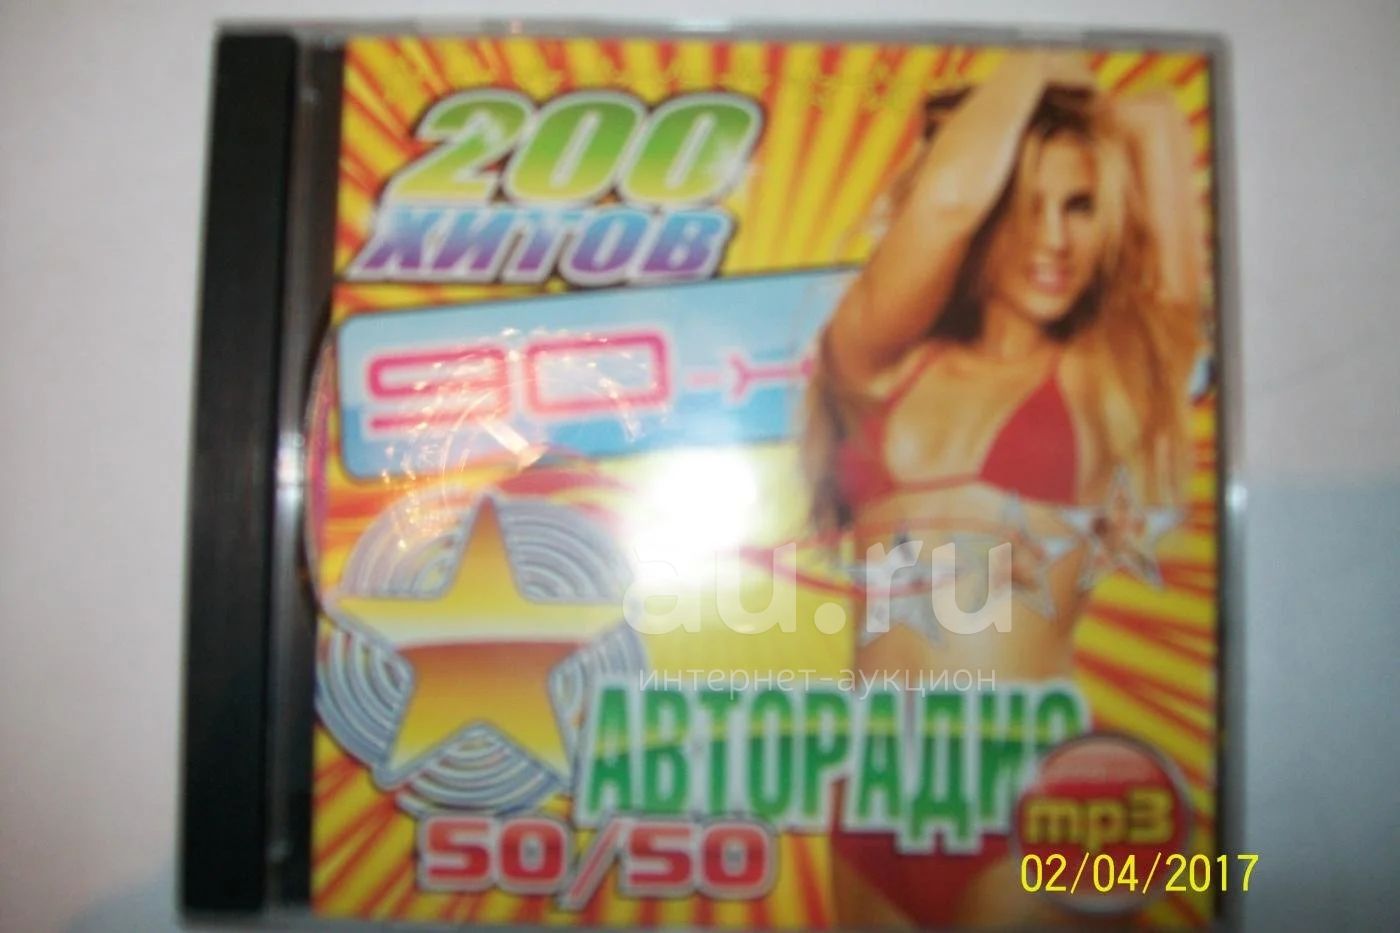 200
ХИТОВ
90-х
au.ru
интернет-аукцион
АВТОРАДИО
mp3
50/50
02/04/2017